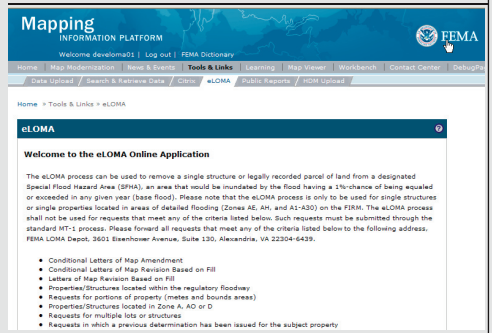 Mapping
INFORMATION PLATFORM
FEMA
Welcome develoma01 | Log out | FEMA Dictionary
Home | Map Modernization | News & Events | Tools & Links | Learning | Map Viewer | Workbench | Contact Center | DebugPa
Data Upload / Search & Retrieve Data / Citrix / eLOMA / Public Reports / HDM Upload
Home » Tools & Links » eLOMA
eLOMA
Welcome to the eLOMA Online Application
The eLOMA process can be used to remove a single structure or legally recorded parcel of land from a designated
Special Flood Hazard Area (SFHA), an area that would be inundated by the flood having a 1%-chance of being equaled
or exceeded in any given year (base flood). Please note that the eLOMA process is only to be used for single structures
or single properties located in areas of detailed flooding (Zones AE, AH, and A1-A30) on the FIRM. The eLOMA process
shall not be used for requests that meet any of the criteria listed below. Such requests must be submitted through the
standard MT-1 process. Please forward all requests that meet any of the criteria listed below to the following address,
FEMA LOMA Depot, 3601 Eisenhower Avenue, Suite 130, Alexandria, VA 22304-6439.
• Conditional Letters of Map Amendment
• Conditional Letters of Map Revision Based on Fill
• Letters of Map Revision Based on Fill
• Properties/Structures located within the regulatory floodway
• Requests for portions of property (metes and bounds areas)
• Properties/Structures located in Zone A, AO or D
• Requests for multiple lots or structures
• Requests in which a previous determination has been issued for the subject property